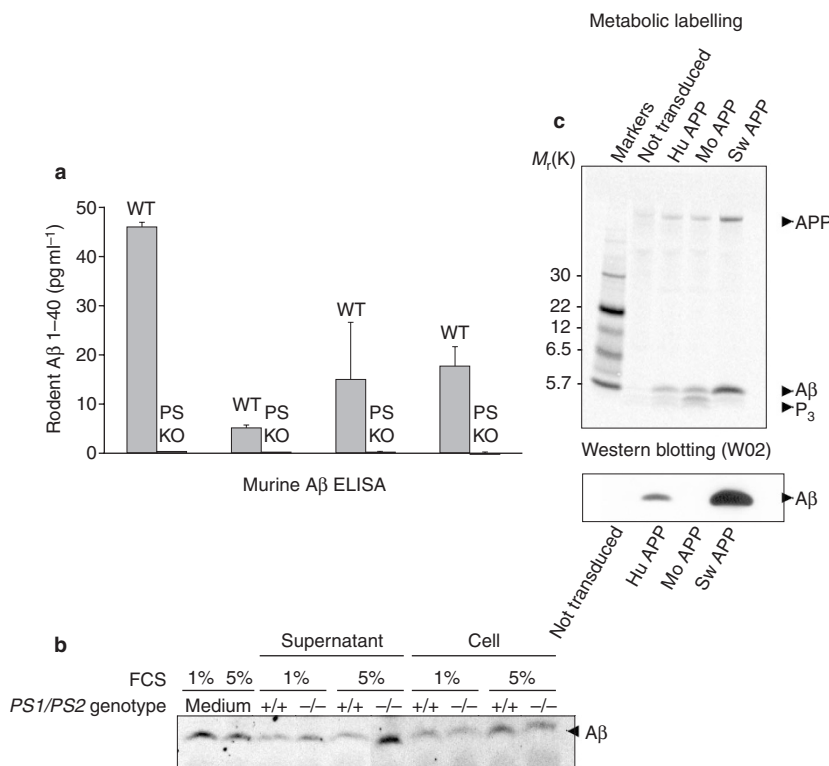 a
Rodent Aβ 1–40 (pg ml⁻¹)
50
40
30
20
10
0
WT
PS
KO
WT
PS
KO
WT
PS
KO
WT
PS
KO
Murine Aβ ELISA
Metabolic labelling
c
Mr(K)
Markers
Not transduced
Hu APP
Mo APP
Sw APP
30
22
12
6.5
5.7
APP
Aβ
P3
Western blotting (W02)
Aβ
Not transduced
Hu APP
Mo APP
Sw APP
b
Supernatant Cell
FCS 1% 5% 1% 5% 1% 5%
PS1/PS2 genotype Medium +/+ –/– +/+ –/– +/+ –/– +/+ –/–
Aβ